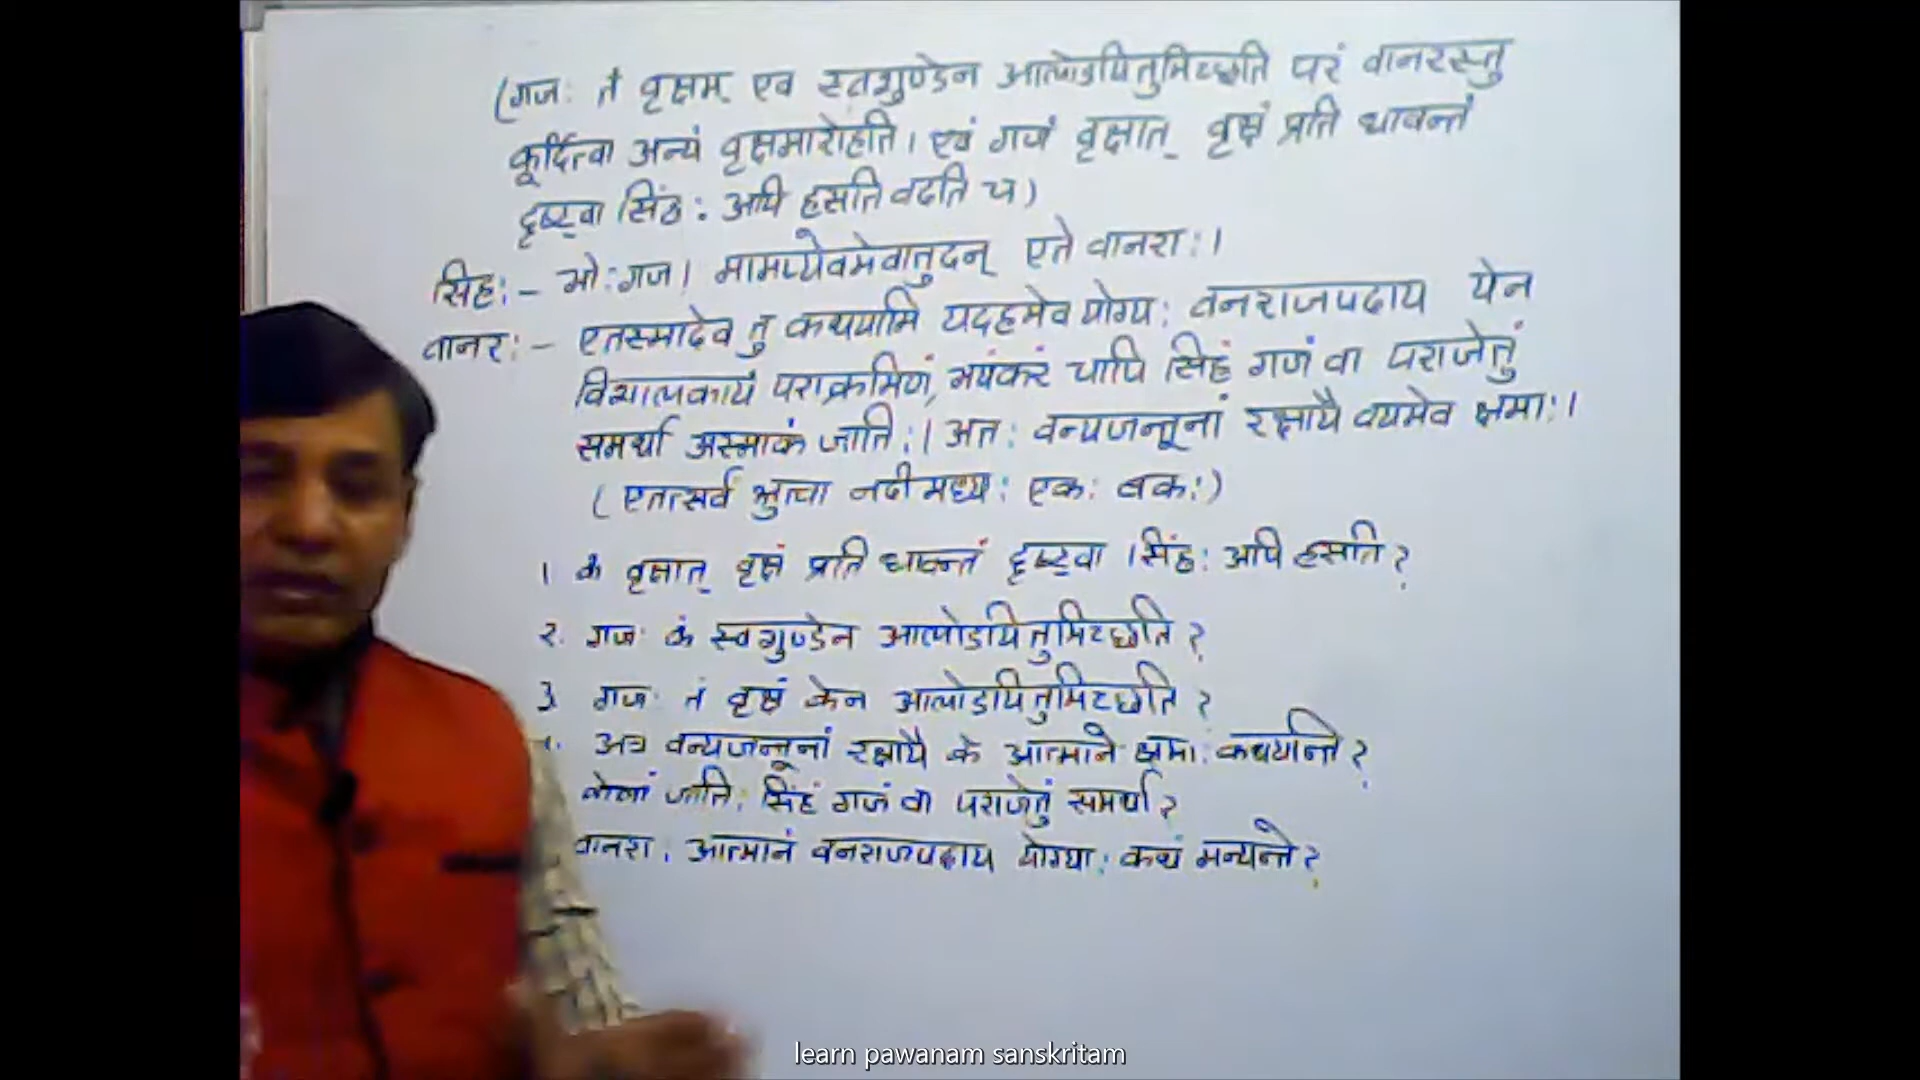 (गजः तं वृक्षम् एव स्वशुण्डेन आलोडयितुमिच्छति परं वानरस्तु
कूर्दित्वा अन्यं वृक्षमारोहति। एवं गजं वृक्षात् वृक्षं प्रति धावन्तं
दृष्ट्वा सिंहः अपि हसति वदति च)
सिंहः - भोः गज। मामप्येवमेवातुदन् एते वानराः।
वानरः - एतस्मादेव तु कथयामि यदहमेव योग्यः वनराजपदाय येन
विशालकायं पराक्रमिणं, भयंकरं चापि सिंहं गजं वा पराजेतुं
समर्था अस्माकं जातिः। अतः वन्यजन्तूनां रक्षायै वयमेव क्षमाः।
(एतत्सर्वं श्रुत्वा नदीमध्यः एकः बकः)
1 कं वृक्षात् वृक्षं प्रति धावन्तं दृष्ट्वा सिंहः अपि हसति?
2. गजः कं स्वशुण्डेन आलोडयितुमिच्छति?
3 गजः तं वृक्षं केन आलोडयितुमिच्छति?
अत्र वन्यजन्तूनां रक्षायै के आत्मानं क्षमाः कथयन्ति?
केषां जातिः सिंहं गजं वा पराजेतुं समर्था?
वानराः आत्मानं वनराजपदाय योग्याः कथं मन्यन्ते?
learn pawanam sanskritam